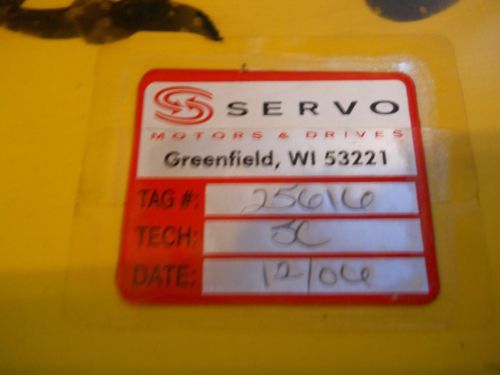 SERVO
MOTORS & DRIVES
Greenfield, WI 53221
TAG #: 25616
TECH: JC
DATE: 12/06